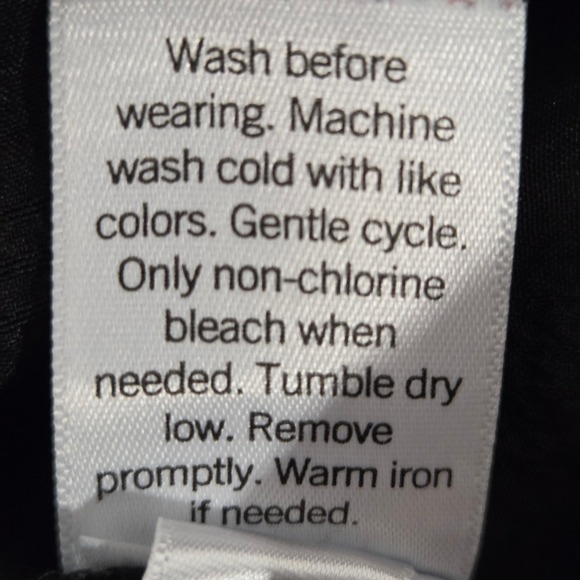 Wash before
wearing. Machine
wash cold with like
colors. Gentle cycle.
Only non-chlorine
bleach when
needed. Tumble dry
low. Remove
promptly. Warm iron
if needed.